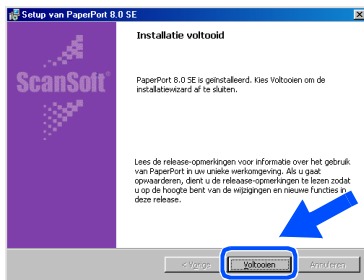 Setup van PaperPort 8.0 SE
Installatie voltooid
ScanSoft
PaperPort 8.0 SE is geïnstalleerd. Kies Voltooien om de
installatiewizard af te sluiten.
Lees de release-opmerkingen voor informatie over het gebruik
van PaperPort in uw unieke werkomgeving. Als u gaat
opwaarderen, dient u de releaase-opmerkingen te lezen zodat
u op de hoogte bent van de wijzigingen en nieuwe functies in
deze release.
< Vorige Voltooien Annuleren